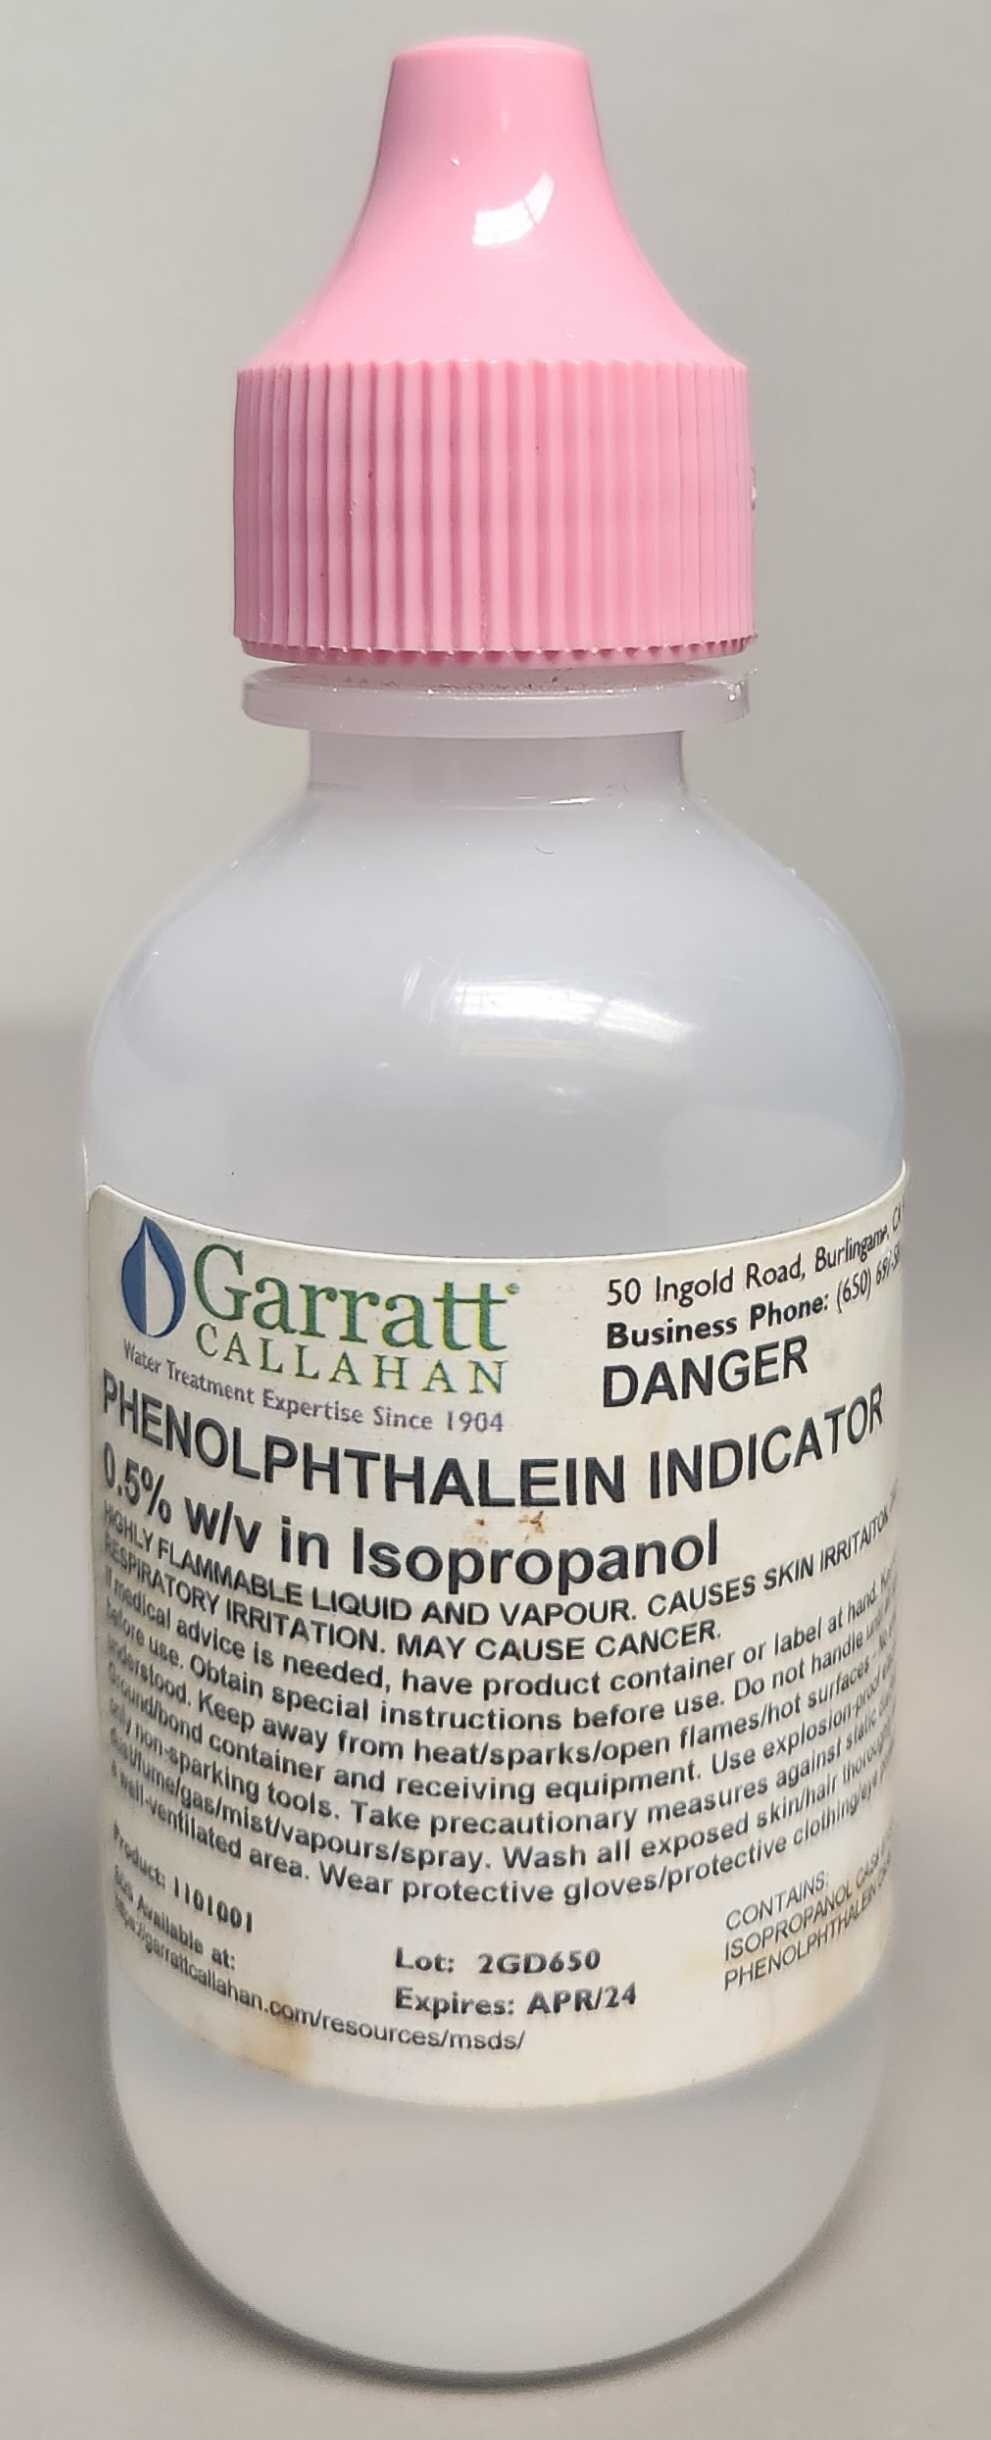 Garratt
CALLAHAN
Water Treatment Expertise Since 1904
50 Ingold Road, Burlingame, CA
Business Phone: (650)
DANGER
PHENOLPHTHALEIN INDICATOR
0.5% w/v in Isopropanol
HIGHLY FLAMMABLE LIQUID AND VAPOUR. CAUSES SKIN
RESPIRATORY IRRITATION. MAY CAUSE CANCER.
If medical advice is needed, have product container or label at hand.
before use. Obtain special instructions before use. Do not handle
understood. Keep away from heat/sparks/open flames/hot surfaces
Ground/bond container and receiving equipment. Use explosion-proof
only non-sparking tools. Take precautionary measures against static
dust/fume/gas/mist/vapours/spray. Wash all exposed skin/hair
a well-ventilated area. Wear protective gloves/protective clothing/eye
Product: 1101001
SDS Available at:
https://garrattcallahan.com/resources/msds/
Lot: 2GD650
Expires: APR/24
CONTAINS:
ISOPROPANOL CAS#
PHENOLPHTHALEIN